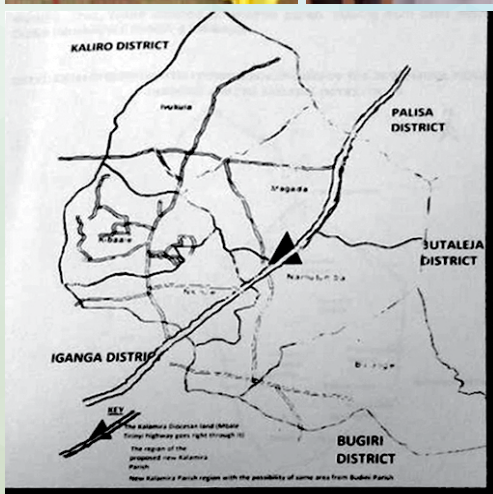 KALIRO DISTRICT
Ivukula
PALISA
DISTRICT
Magada
Kibaale
BUTALEJA
DISTRICT
IGANGA DISTRICT
KEY
The Kalamira Diocesan land (Mbale
Tirinyi highway goes right through it)
The region of the
proposed new Kalamira
Parish
BUGIRI
DISTRICT
New Kalamira Parish region with the possibility of some area from Budini Parish